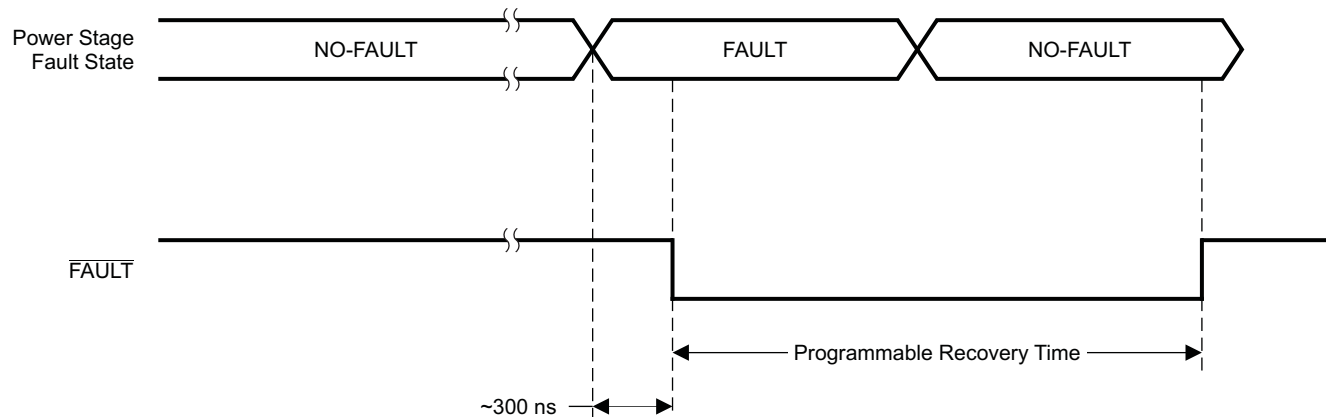 Power Stage
Fault State
NO-FAULT
FAULT
NO-FAULT
FAULT
Programmable Recovery Time
~300 ns